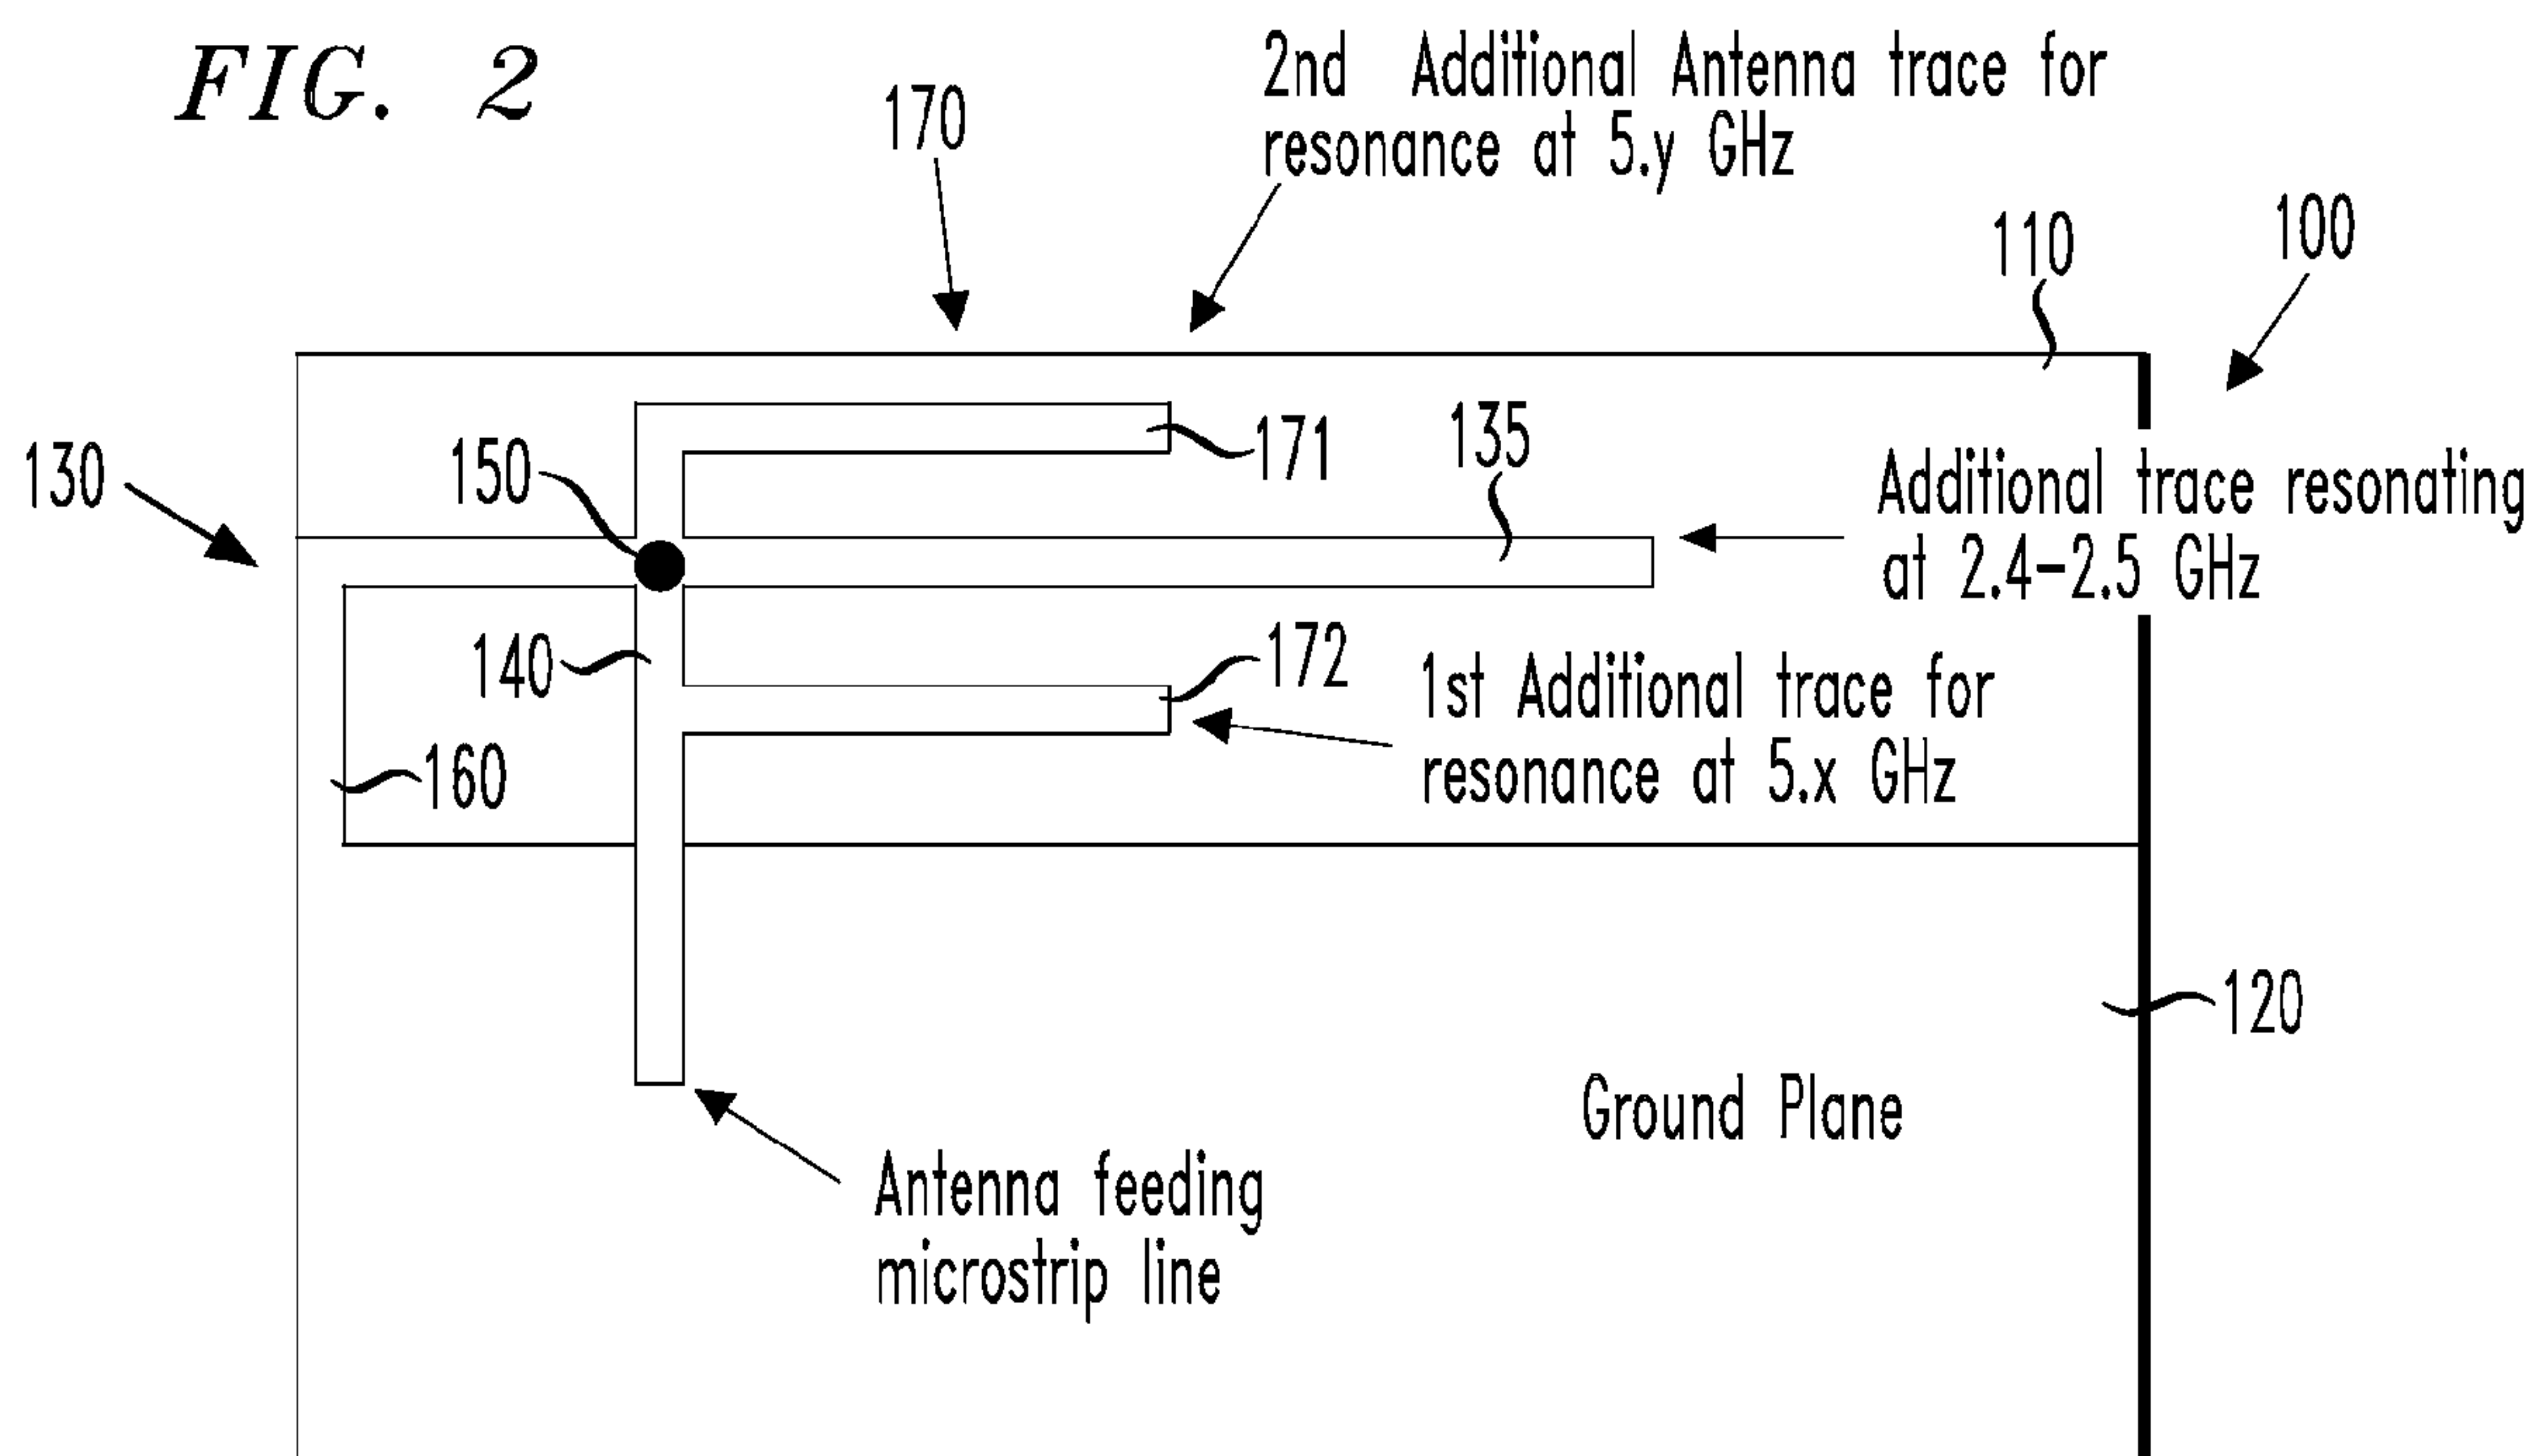 FIG. 2
170
2nd Additional Antenna trace for
resonance at 5.y GHz
110
100
130
150
171
135
Additional trace resonating
at 2.4-2.5 GHz
140
172
1st Additional trace for
resonance at 5.x GHz
160
120
Ground Plane
Antenna feeding
microstrip line